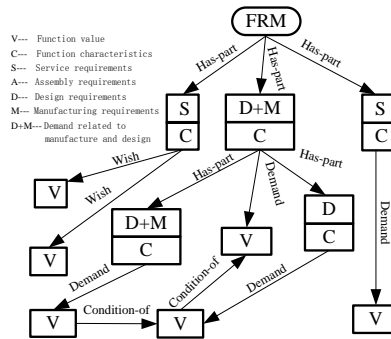 FRM
V--- Function value
C--- Function characteristics
S--- Service requirements
A--- Assembly requirements
D--- Design requirements
M--- Manufacturing requirements
D+M--- Demand related to
manufacture and design
Has-part
Has-part
Has-part
S
C
D+M
C
S
C
Wish
Wish
Has-part
Demand
Has-part
Demand
V
V
D+M
C
V
D
C
Demand
Condition-of
Demand
V
Condition-of
V
V